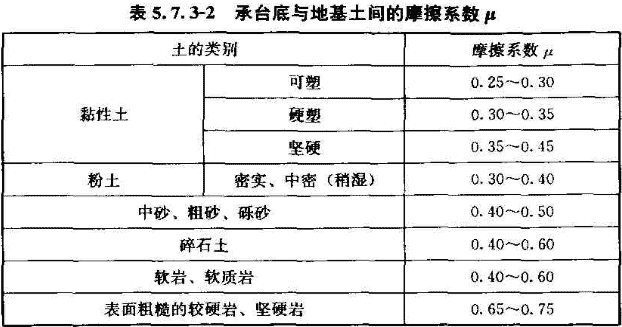 表 5.7.3-2 承台底与地基土间的摩擦系数 μ
土的类别 摩擦系数 μ
黏性土 可塑 0.25～0.30
硬塑 0.30～0.35
坚硬 0.35～0.45
粉土 密实、中密（稍湿） 0.30～0.40
中砂、粗砂、砾砂 0.40～0.50
碎石土 0.40～0.60
软岩、软质岩 0.40～0.60
表面粗糙的较硬岩、坚硬岩 0.65～0.75